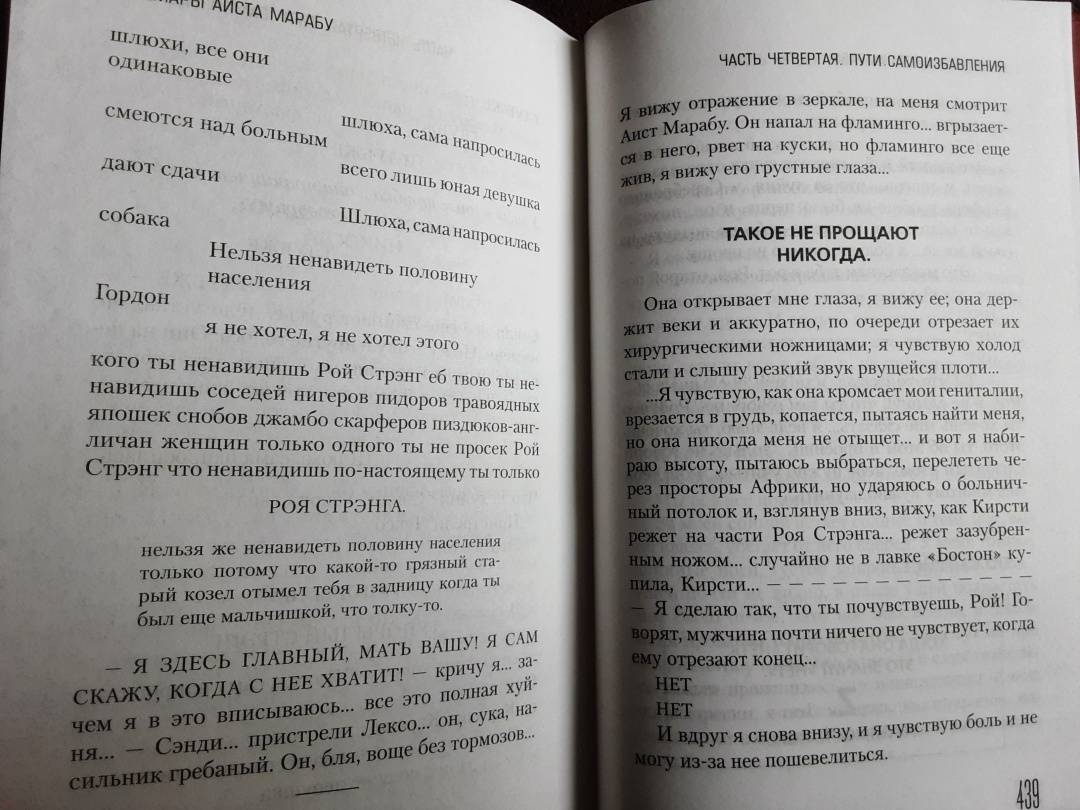 АИСТА МАРАБУ
шлюхи, все они
одинаковые
шлюха, сама напросилась
смеются над больным
всего лишь юная девушка
дают сдачи
Шлюха, сама напросилась
собака
Нельзя ненавидеть половину
населения
Гордон
я не хотел, я не хотел этого
кого ты ненавидишь Рой Стрэнг еб твою ты не-
навидишь соседей нигеров пидоров травоядных
япошек снобов джамбо скарферов пиздюков-анг-
личан женщин только одного ты не просек Рой
Стрэнг что ненавидишь по-настоящему ты только
РОЯ СТРЭНГА.
нельзя же ненавидеть половину населения
только потому что какой-то грязный ста-
рый козел отымел тебя в задницу когда ты
был еще мальчишкой, что толку-то.
— Я ЗДЕСЬ ГЛАВНЫЙ, МАТЬ ВАШУ! Я САМ
СКАЖУ, КОГДА С НЕЕ ХВАТИТ! — кричу я... за-
чем я в это вписываюсь... все это полная хуй-
ня... — Сэнди... пристрели Лексо... он, сука, на-
сильник гребаный. Он, бля, воще без тормозов...
ЧАСТЬ ЧЕТВЕРТАЯ. ПУТИ САМОИЗБАВЛЕНИЯ
Я вижу отражение в зеркале, на меня смотрит
Аист Марабу. Он напал на фламинго... вгрызает-
ся в него, рвет на куски, но фламинго все еще
жив, я вижу его грустные глаза...
ТАКОЕ НЕ ПРОЩАЮТ
НИКОГДА.
Она открывает мне глаза, я вижу ее; она дер-
жит веки и аккуратно, по очереди отрезает их
хирургическими ножницами; я чувствую холод
стали и слышу резкий звук рвущейся плоти...
...Я чувствую, как она кромсает мои гениталии,
врезается в грудь, копается, пытаясь найти меня,
но она никогда меня не отыщет... и вот я наби-
раю высоту, пытаюсь выбраться, перелететь че-
рез просторы Африки, но ударяюсь о больнич-
ный потолок и, взглянув вниз, вижу, как Кирсти
режет на части Роя Стрэнга... режет зазубрен-
ным ножом... случайно не в лавке «Бостон» ку-
пила, Кирсти... — — — — — — — — — — — — —
— Я сделаю так, что ты почувствуешь, Рой! Го-
ворят, мужчина почти ничего не чувствует, когда
ему отрезают конец...
НЕТ
НЕТ
И вдруг я снова внизу, и я чувствую боль и не
могу из-за нее пошевелиться.
439